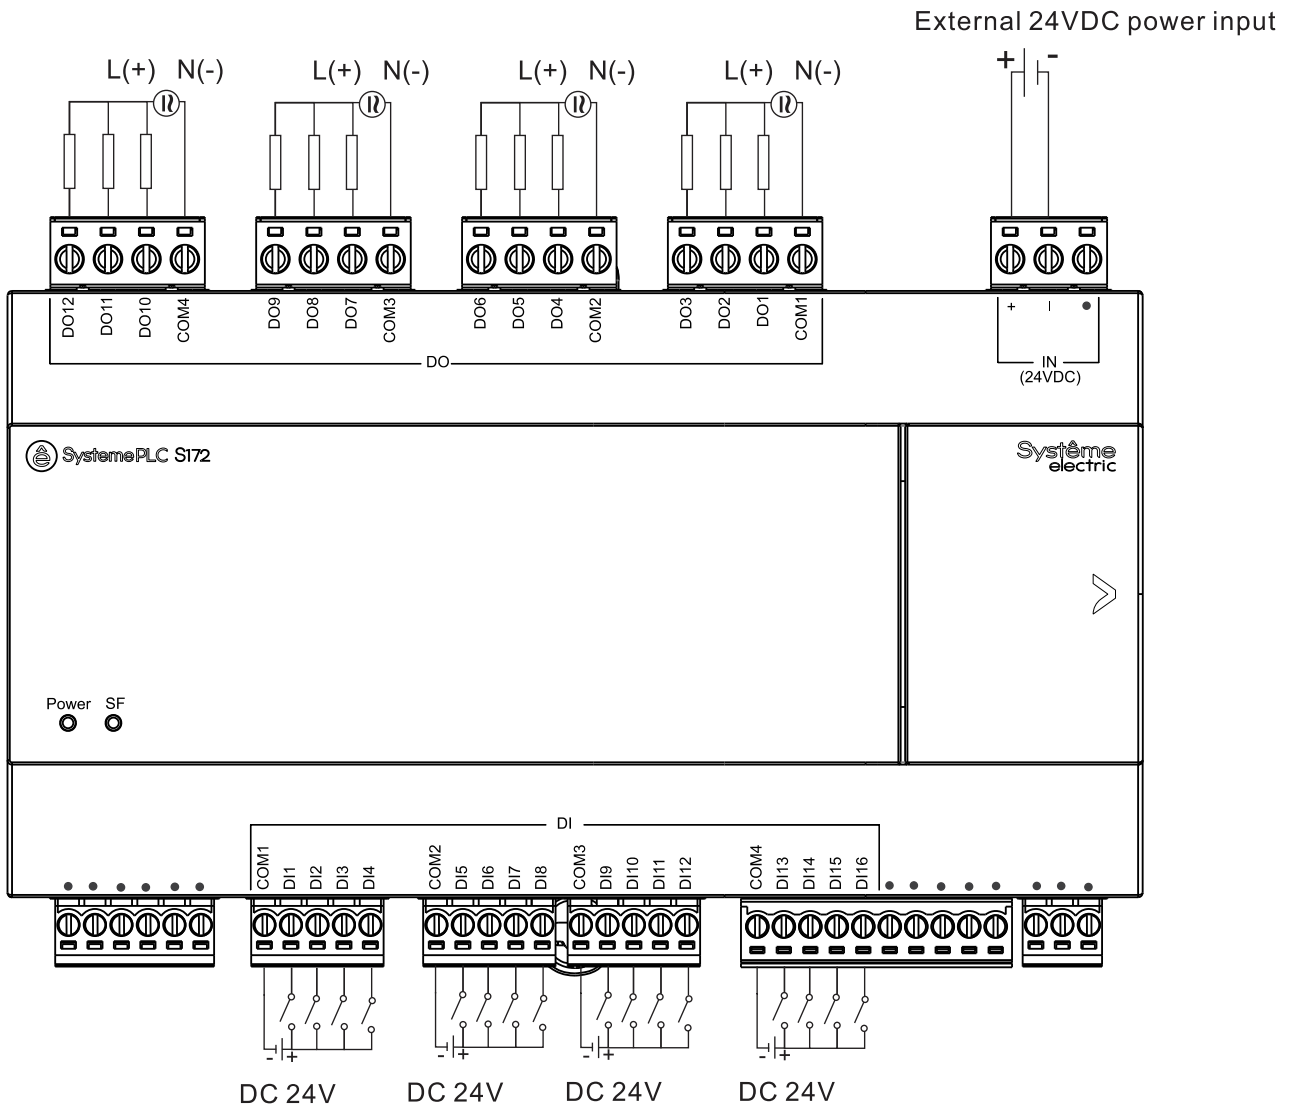 External 24VDC power input
+ -
L(+) N(-) L(+) N(-) L(+) N(-) L(+) N(-)
DO12 DO11 DO10 COM4 DO9 DO8 DO7 COM3 DO6 DO5 DO4 COM2 DO3 DO2 DO1 COM1 + –
DO
IN
(24VDC)
ê SystemePLC S172
Systême
electric
Power SF
DI
COM1 DI1 DI2 DI3 DI4 COM2 DI5 DI6 DI7 DI8 COM3 DI9 DI10 DI11 DI12 COM4 DI13 DI14 DI15 DI16
- + - + - + - +
DC 24V DC 24V DC 24V DC 24V